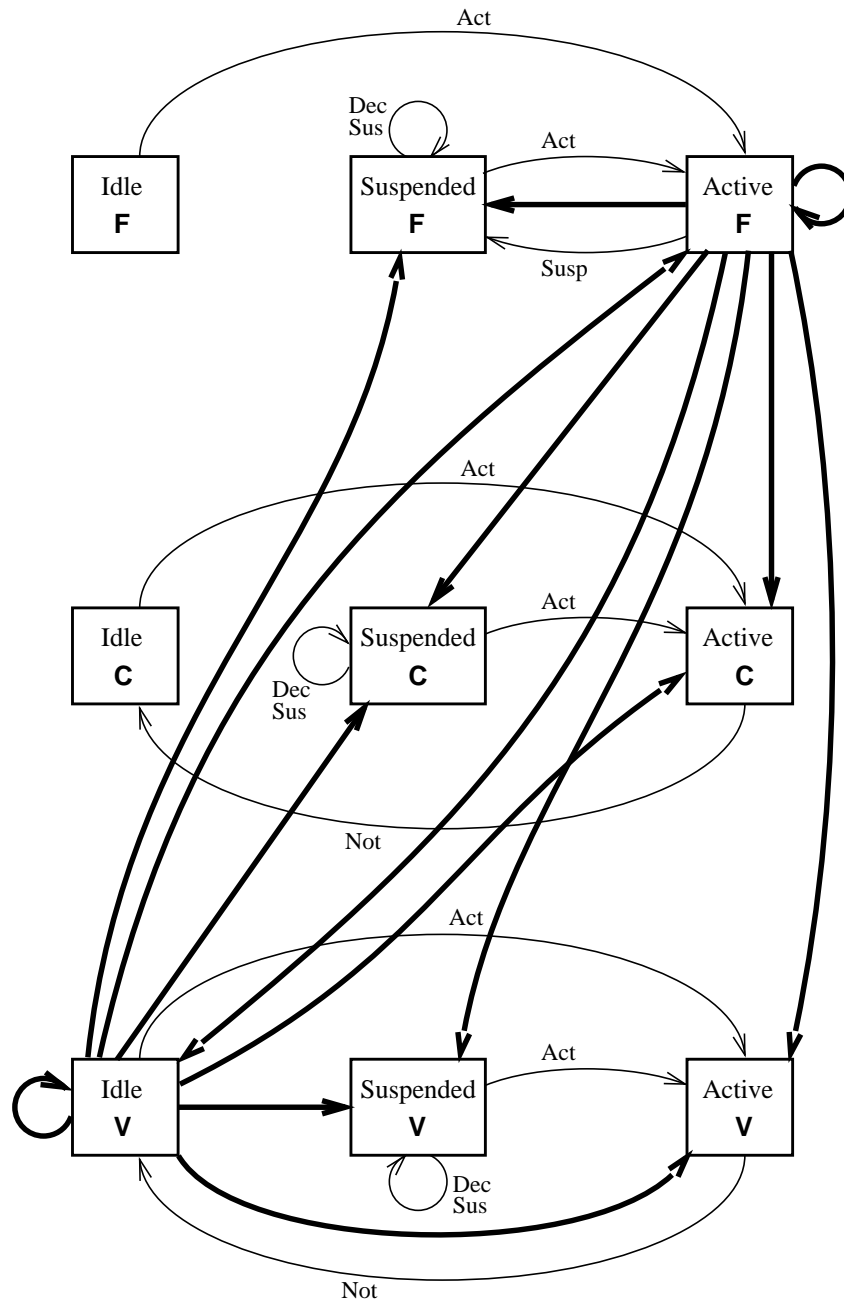 Act
Dec
Sus
Act
Idle
F
Suspended
F
Active
F
Susp
Act
Act
Idle
C
Suspended
C
Active
C
Dec
Sus
Not
Act
Act
Idle
V
Suspended
V
Active
V
Dec
Sus
Not